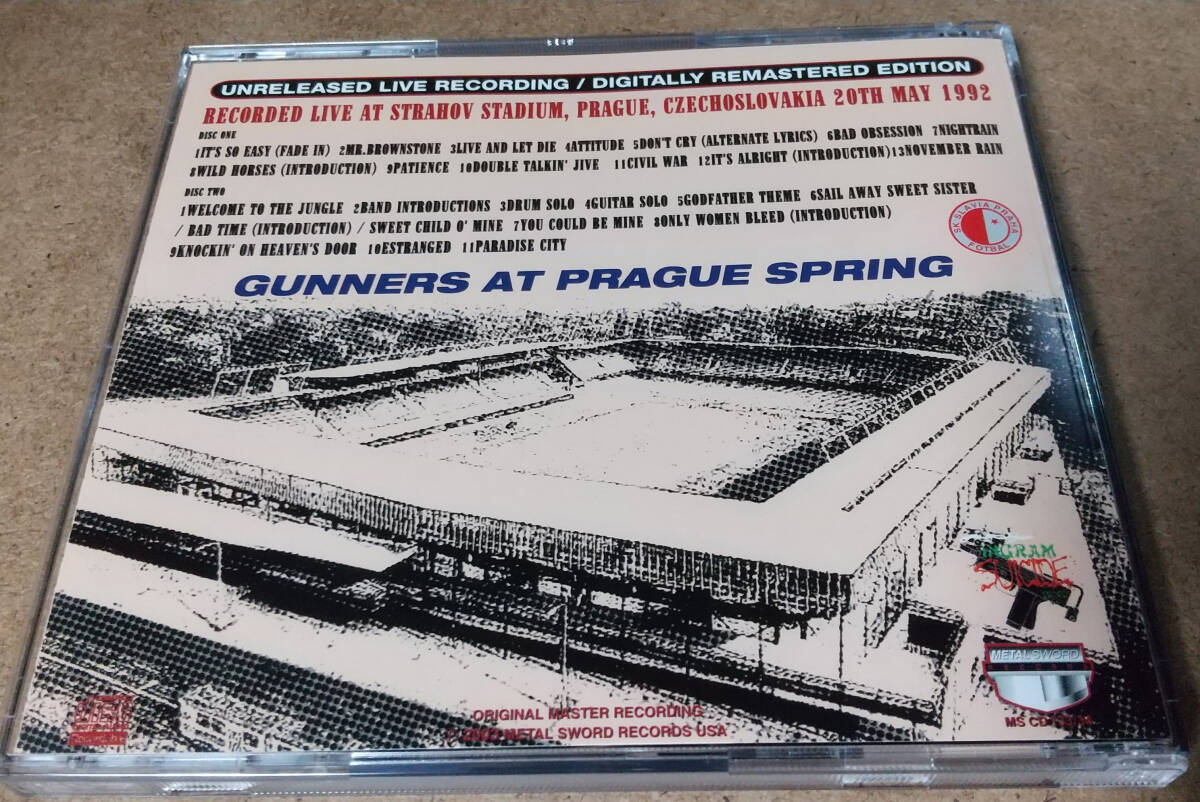 UNRELEASED LIVE RECORDING / DIGITALLY REMASTERED EDITION
RECORDED LIVE AT STRAHOV STADIUM, PRAGUE, CZECHOSLOVAKIA 20TH MAY 1992
DISC ONE
1IT'S SO EASY (FADE IN) 2MR.BROWNSTONE 3LIVE AND LET DIE 4ATTITUDE 5DON'T CRY (ALTERNATE LYRICS) 6BAD OBSESSION 7NIGHTRAIN
8WILD HORSES (INTRODUCTION) 9PATIENCE 10DOUBLE TALKIN' JIVE 11CIVIL WAR 12IT'S ALRIGHT (INTRODUCTION)13NOVEMBER RAIN
DISC TWO
1WELCOME TO THE JUNGLE 2BAND INTRODUCTIONS 3DRUM SOLO 4GUITAR SOLO 5GODFATHER THEME 6SAIL AWAY SWEET SISTER
/ BAD TIME (INTRODUCTION) / SWEET CHILD O' MINE 7YOU COULD BE MINE 8ONLY WOMEN BLEED (INTRODUCTION)
9KNOCKIN' ON HEAVEN'S DOOR 10ESTRANGED 11PARADISE CITY
SK SLAVIA PRAHA
FOTBAL
GUNNERS AT PRAGUE SPRING
INGRAM
SUICIDE
METAL SWORD
MS CD
ORIGINAL MASTER RECORDING
METAL SWORD RECORDS USA